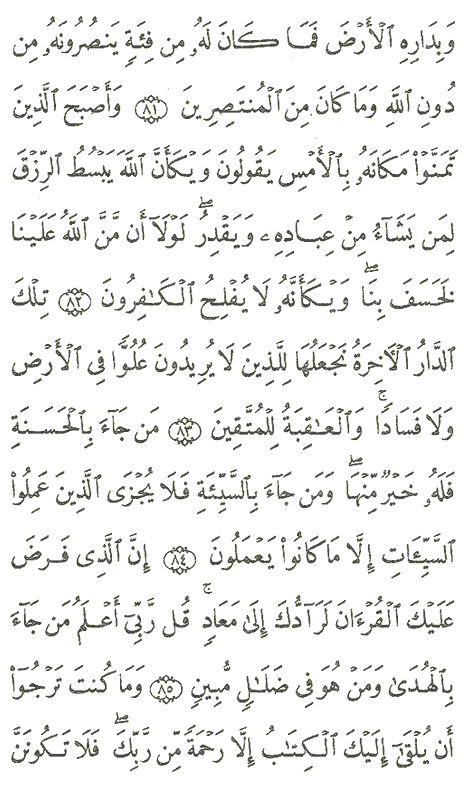 وَبِدَارِهِ ٱلْأَرْضَ فَمَا كَانَ لَهُۥ مِن فِئَةٍ يَنصُرُونَهُۥ مِن
دُونِ ٱللَّهِ وَمَا كَانَ مِنَ ٱلْمُنتَصِرِينَ ٨١ وَأَصْبَحَ ٱلَّذِينَ
تَمَنَّوْا۟ مَكَانَهُۥ بِٱلْأَمْسِ يَقُولُونَ وَيْكَأَنَّ ٱللَّهَ يَبْسُطُ ٱلرِّزْقَ
لِمَن يَشَآءُ مِنْ عِبَادِهِۦ وَيَقْدِرُ ۖ لَوْلَآ أَن مَّنَّ ٱللَّهُ عَلَيْنَا
لَخَسَفَ بِنَا ۖ وَيْكَأَنَّهُۥ لَا يُفْلِحُ ٱلْكَـٰفِرُونَ ٨٢ تِلْكَ
ٱلدَّارُ ٱلْـَٔاخِرَةُ نَجْعَلُهَا لِلَّذِينَ لَا يُرِيدُونَ عُلُوًّا فِى ٱلْأَرْضِ
وَلَا فَسَادًا ۚ وَٱلْعَـٰقِبَةُ لِلْمُتَّقِينَ ٨٣ مَن جَآءَ بِٱلْحَسَنَةِ
فَلَهُۥ خَيْرٌ مِّنْهَا ۖ وَمَن جَآءَ بِٱلسَّيِّئَةِ فَلَا يُجْزَى ٱلَّذِينَ عَمِلُوا۟
ٱلسَّيِّـَٔاتِ إِلَّا مَا كَانُوا۟ يَعْمَلُونَ ٨٤ إِنَّ ٱلَّذِى فَرَضَ
عَلَيْكَ ٱلْقُرْءَانَ لَرَآدُّكَ إِلَىٰ مَعَادٍ ۚ قُل رَّبِّىٓ أَعْلَمُ مَن جَآءَ
بِٱلْهُدَىٰ وَمَنْ هُوَ فِى ضَلَـٰلٍ مُّبِينٍ ٨٥ وَمَا كُنتَ تَرْجُوٓا۟
أَن يُلْقَىٰٓ إِلَيْكَ ٱلْكِتَـٰبُ إِلَّا رَحْمَةً مِّن رَّبِّكَ ۖ فَلَا تَكُونَنَّ